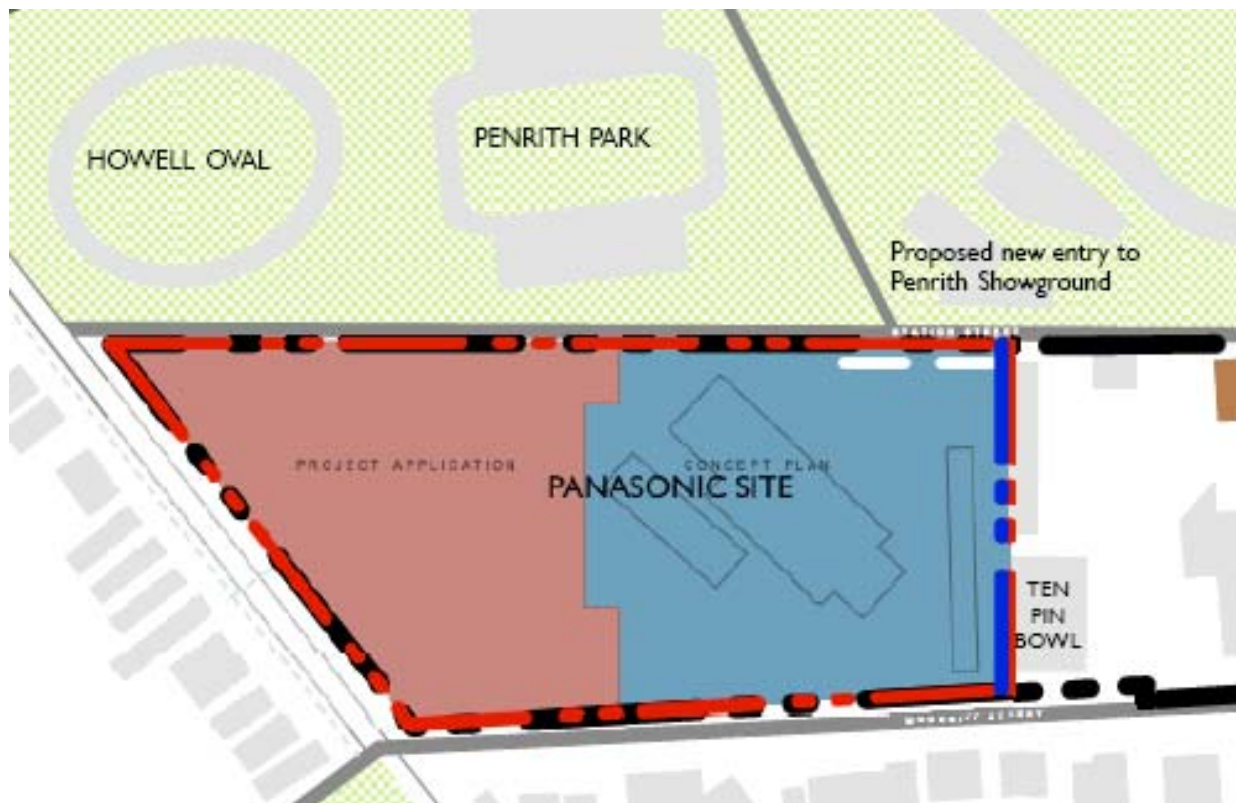 HOWELL OVAL
PENRITH PARK
Proposed new entry to
Penrith Showground
STATION STREET
PROJECT APPLICATION
CONCEPT PLAN
PANASONIC SITE
TEN
PIN
BOWL